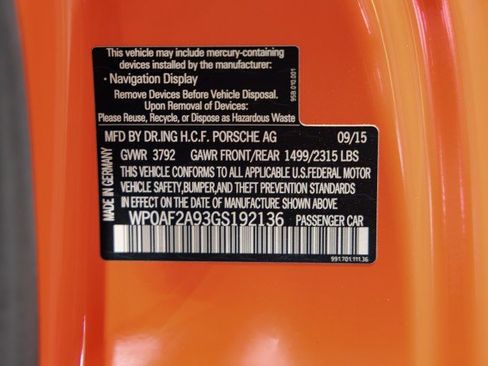 This vehicle may include mercury-containing
devices installed by the manufacturer:
· Navigation Display
Remove Devices Before Vehicle Disposal.
Upon Removal of Devices:
Please Reuse, Recycle, or Dispose as Hazardous Waste
95B.010.001
MADE IN GERMANY
MFD BY DR.ING H.C.F. PORSCHE AG 09/15
GVWR 3792 GAWR FRONT/REAR 1499/2315 LBS
THIS VEHICLE CONFORMS TO ALL APPLICABLE U.S.FEDERAL MOTOR
VEHICLE SAFETY,BUMPER,AND THEFT PREVENTION STANDARDS
IN EFFECT ON THE DATE OF MANUFACTURE SHOWN ABOVE
WP0AF2A93GS192136 PASSENGER CAR
991.701.111.36